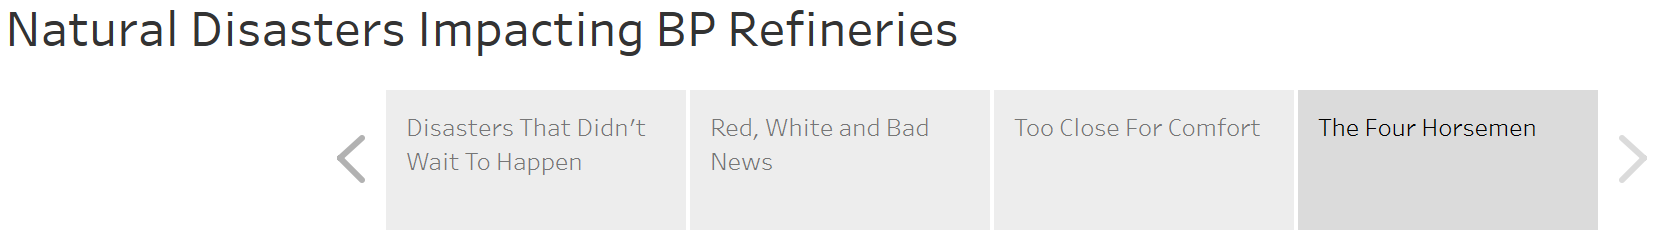 Natural Disasters Impacting BP Refineries
Disasters That Didn’t
Wait To Happen
Red, White and Bad
News
Too Close For Comfort
The Four Horsemen